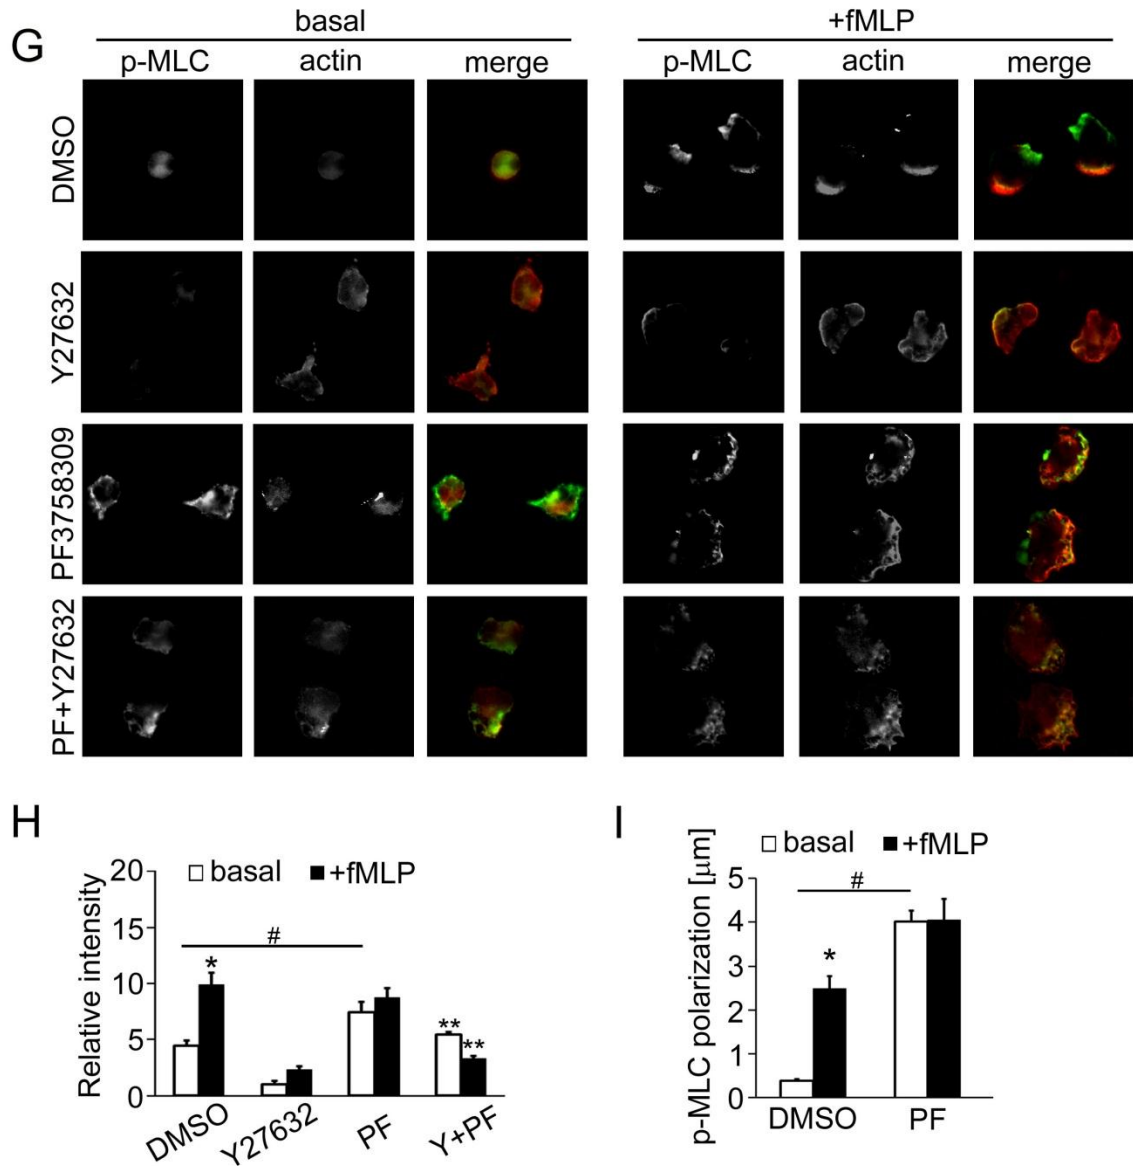 G
basal
+fMLP
p-MLC actin merge p-MLC actin merge
DMSO
Y27632
PF3758309
PF+Y27632
H
basal +fMLP
Relative intensity
20
15
10
5
0
#
*
**
**
DMSO Y27632 PF Y+PF
I
basal +fMLP
p-MLC polarization [μm]
5
4
3
2
1
0
#
*
DMSO PF